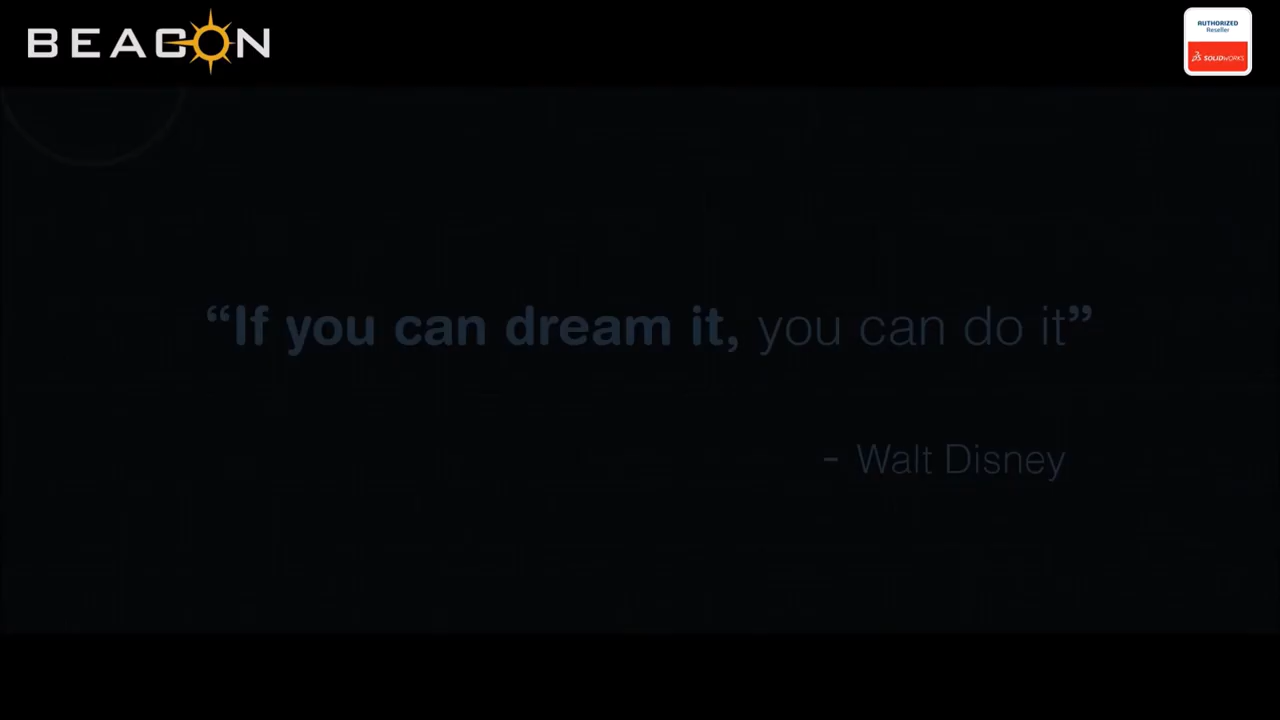 BEACON
AUTHORIZED
Reseller
SOLIDWORKS
“If you can dream it, you can do it”
- Walt Disney